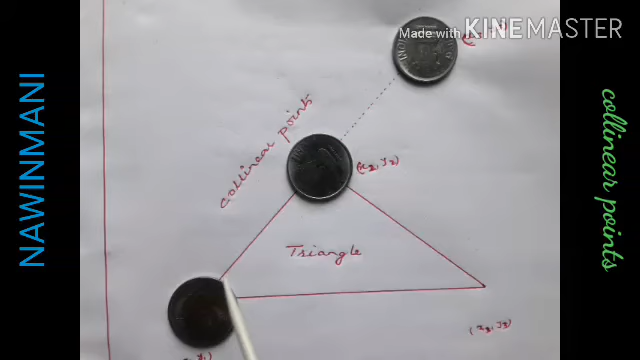 Made with KINEMASTER
NAWINMANI
collinear points
collinear points
(x2, y2)
Triangle
(x3, y3)